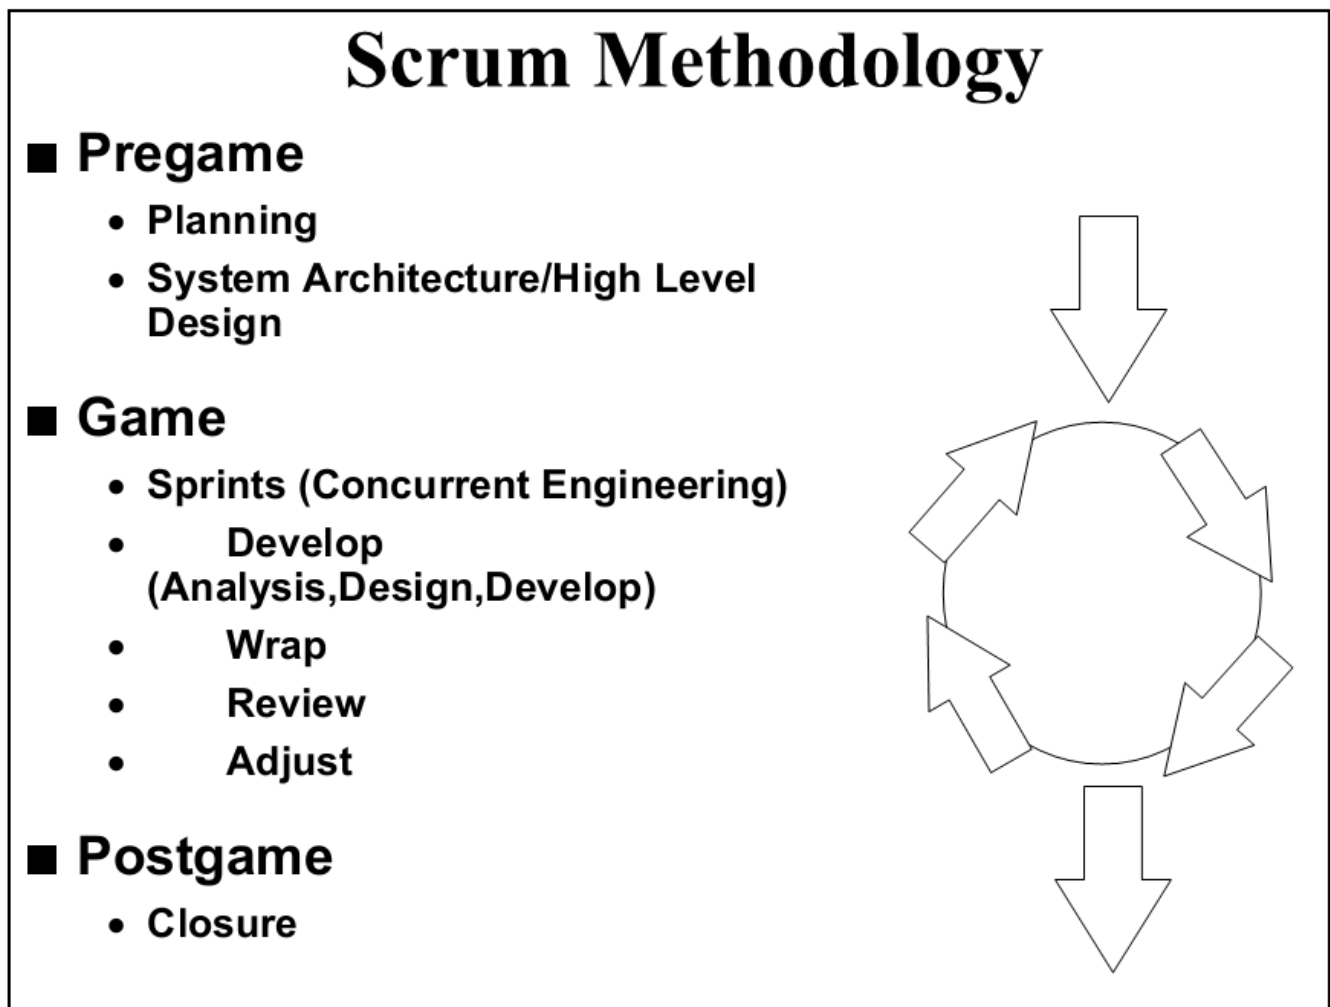 Scrum Methodology
Pregame
Planning
System Architecture/High Level
Design
Game
Sprints (Concurrent Engineering)
Develop
(Analysis,Design,Develop)
Wrap
Review
Adjust
Postgame
Closure